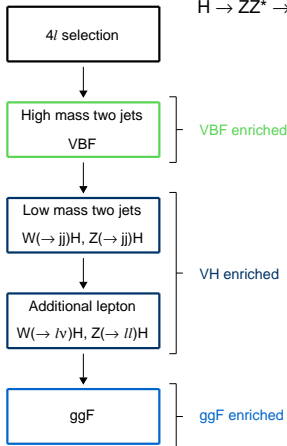 H → ZZ* →
4l selection
High mass two jets
VBF
VBF enriched
Low mass two jets
W(→ jj)H, Z(→ jj)H
VH enriched
Additional lepton
W(→ lν)H, Z(→ ll)H
ggF
ggF enriched